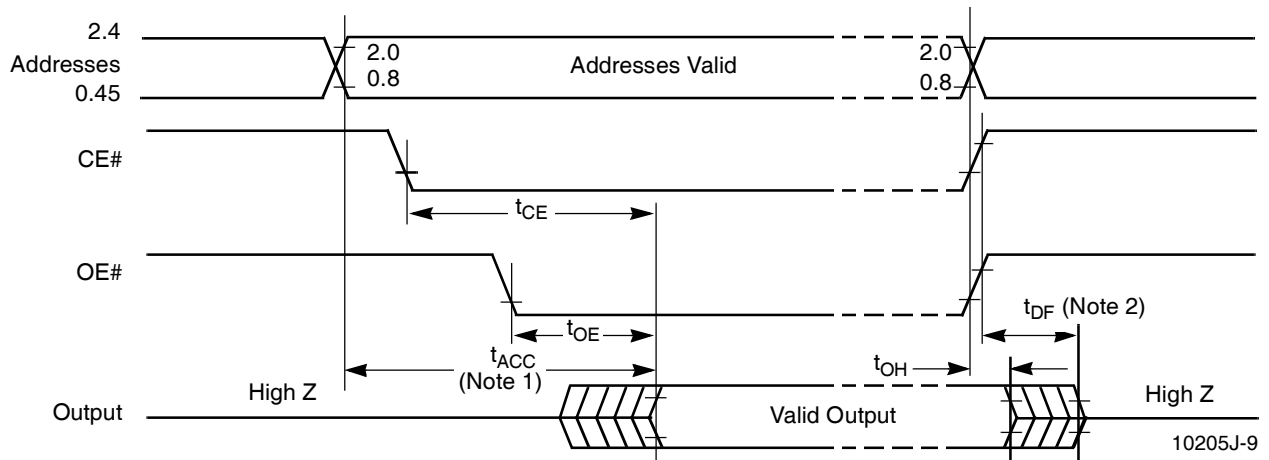 2.4
Addresses
0.45
2.0
0.8
Addresses Valid
2.0
0.8
CE#
tCE
OE#
tOE
tDF (Note 2)
tACC
(Note 1)
tOH
High Z
High Z
Output
Valid Output
10205J-9